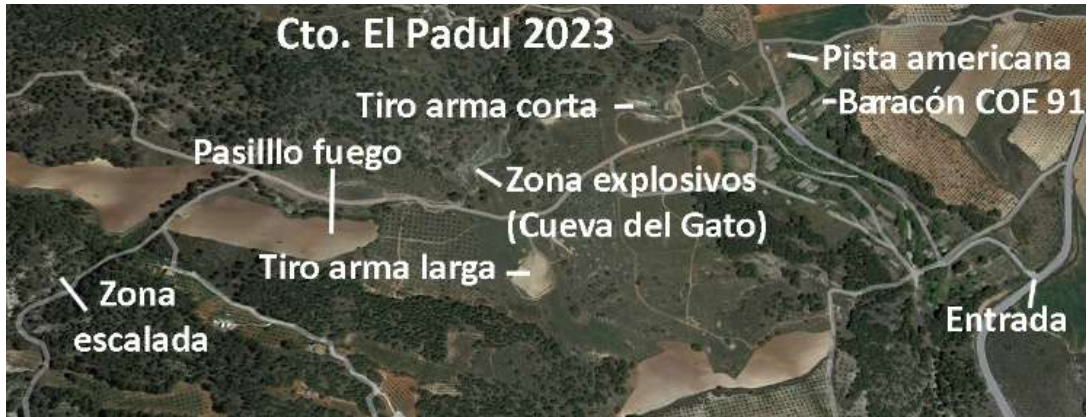 Cto. El Padul 2023
Pista americana
Tiro arma corta
Baracón COE 91
Pasilllo fuego
Zona explosivos
(Cueva del Gato)
Tiro arma larga
Zona
escalada
Entrada